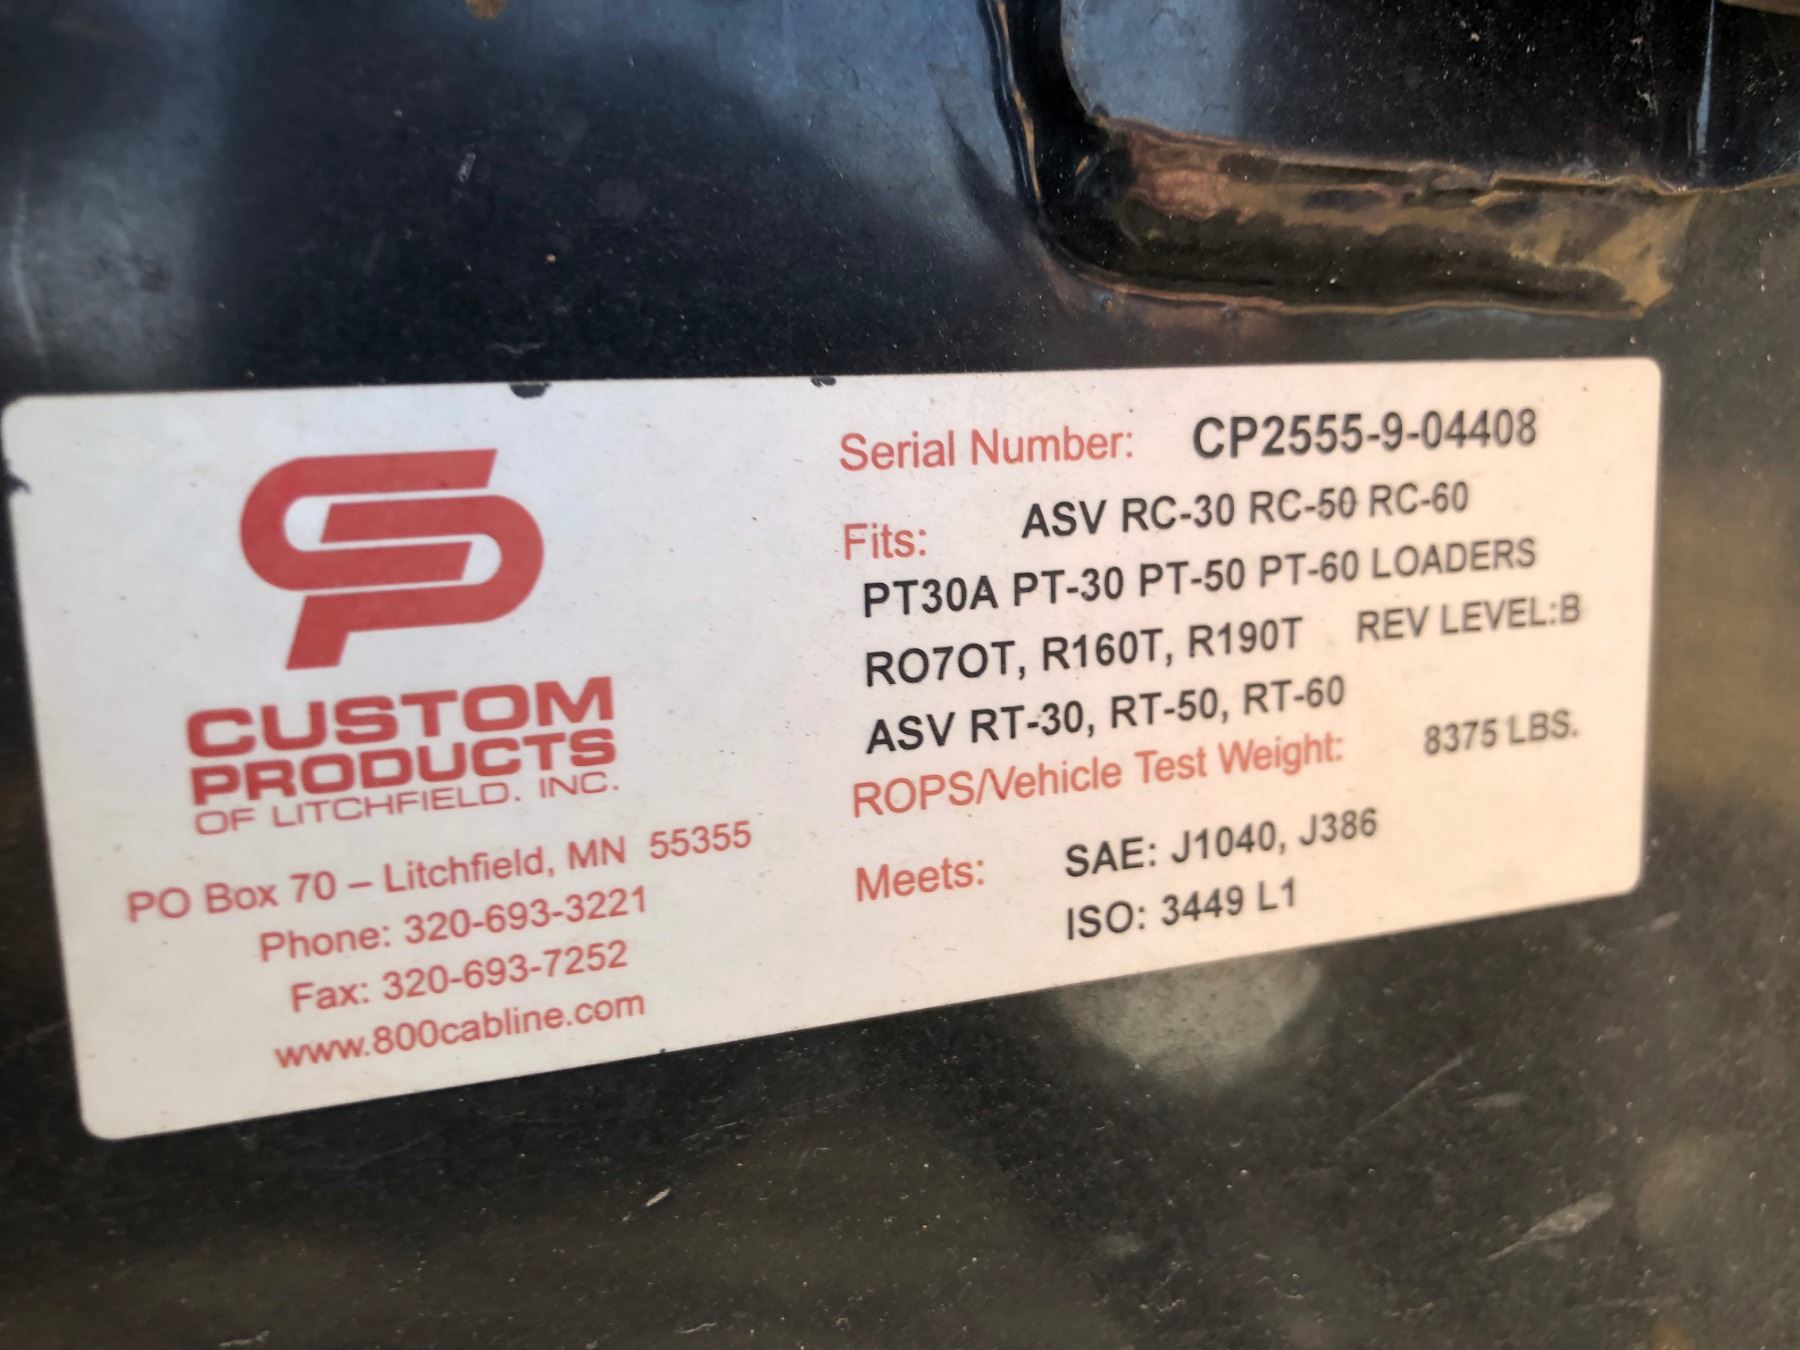 CP
CUSTOM
PRODUCTS
OF LITCHFIELD. INC.
PO Box 70 – Litchfield, MN 55355
Phone: 320-693-3221
Fax: 320-693-7252
www.800cabline.com
Serial Number: CP2555-9-04408
Fits: ASV RC-30 RC-50 RC-60
PT30A PT-30 PT-50 PT-60 LOADERS
RO7OT, R160T, R190T REV LEVEL:B
ASV RT-30, RT-50, RT-60
ROPS/Vehicle Test Weight: 8375 LBS.
Meets: SAE: J1040, J386
ISO: 3449 L1